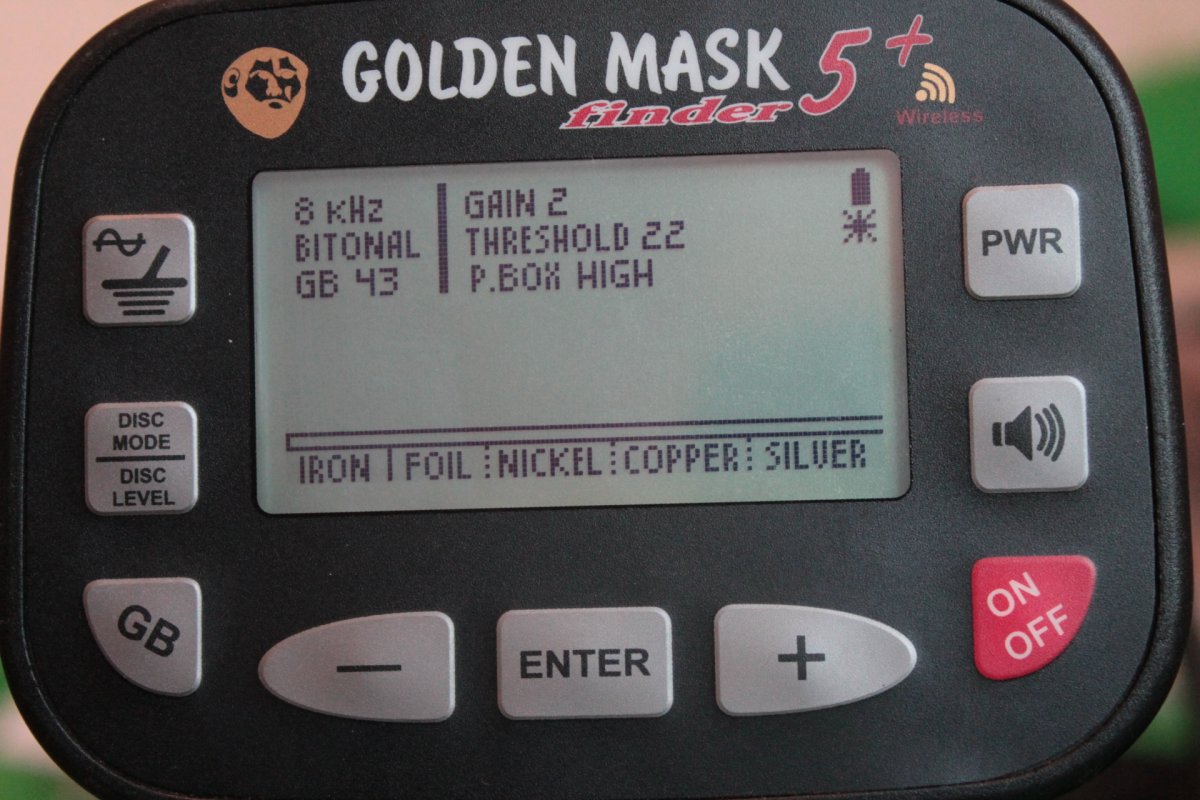 GOLDEN MASK 5+
finder
Wireless
8 KHz
BITONAL
GB 43
GAIN 2
THRESHOLD 22
P.BOX HIGH
IRON FOIL NICKEL COPPER SILVER
DISC
MODE
DISC
LEVEL
GB
−
ENTER
+
PWR
ON
OFF